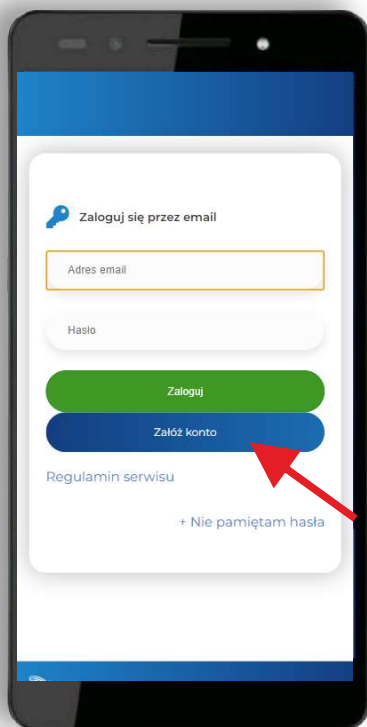 Zaloguj się przez email
Adres email
Hasło
Zaloguj
Załóż konto
Regulamin serwisu
+ Nie pamiętam hasła